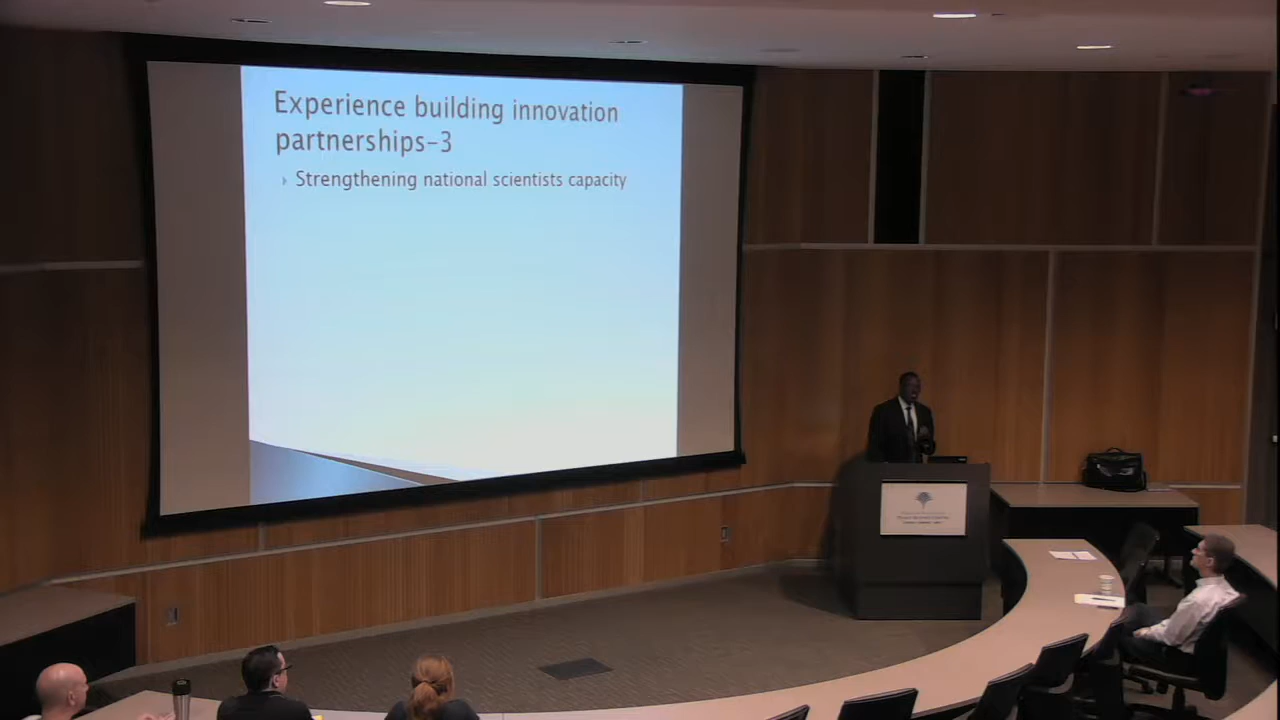 Experience building innovation
partnerships-3
Strengthening national scientists capacity